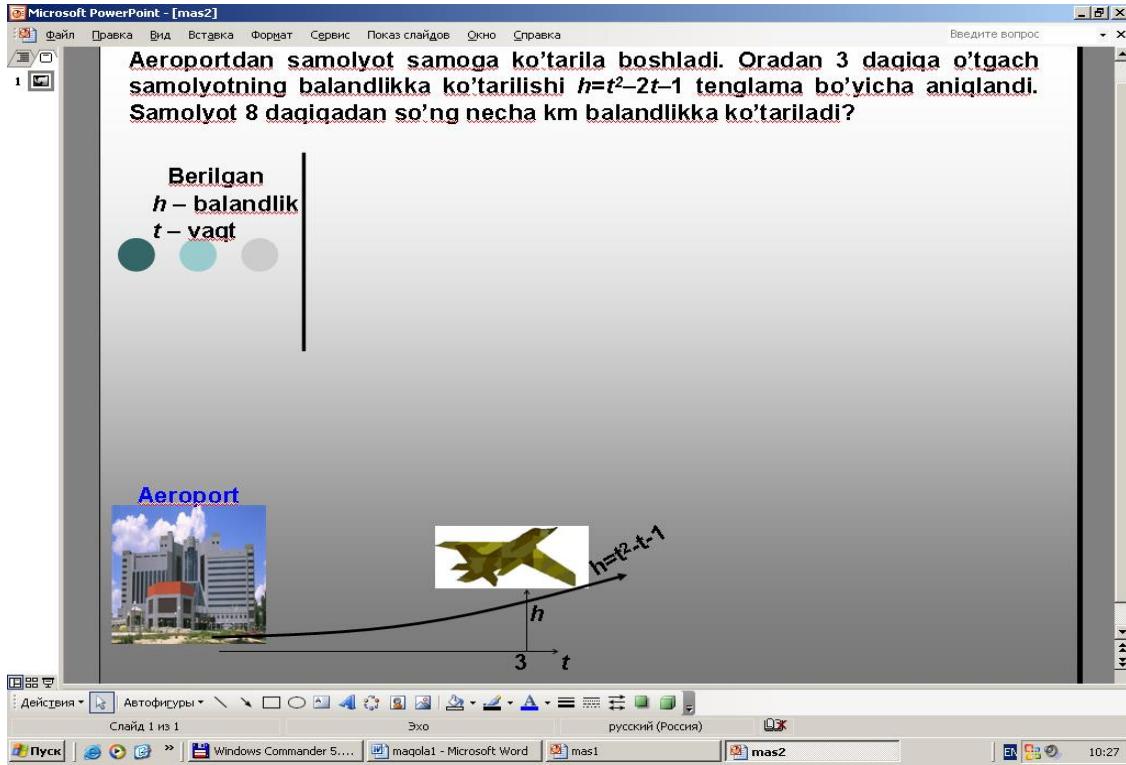 Microsoft PowerPoint - [mas2]
Файл Правка Вид Вставка Формат Сервис Показ слайдов Окно Справка Введите вопрос
1
Aeroportdan samolyot samoga ko’tarila boshladi. Oradan 3 daqiqa o’tgach
samolyotning balandlikka ko’tarilishi h=t²–2t–1 tenglama bo’yicha aniqlandi.
Samolyot 8 daqiqadan so’ng necha km balandlikka ko’tariladi?
Berilgan
h – balandlik
t – vaqt
Aeroport
h=t²-t-1
h
3 t
Действия Автофигуры
Слайд 1 из 1 Эхо русский (Россия)
Пуск » Windows Commander 5.... maqola1 - Microsoft Word mas1 mas2 EN 10:27